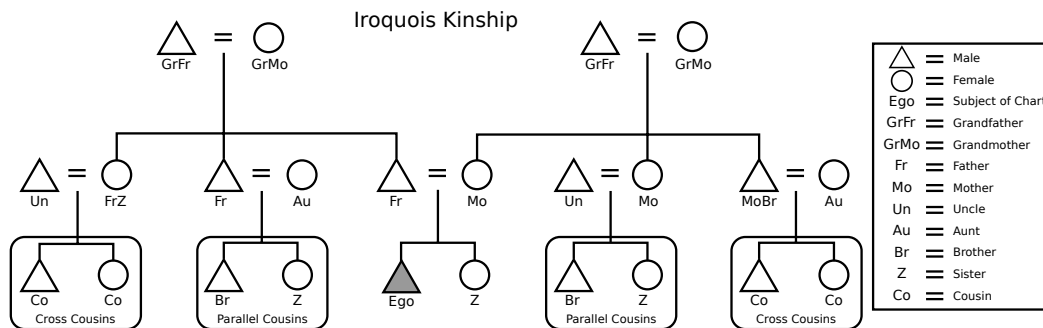 Iroquois Kinship
GrFr GrMo GrFr GrMo
Un FrZ Fr Au Fr Mo Un Mo MoBr Au
Co Co Br Z Ego Z Br Z Co Co
Cross Cousins Parallel Cousins Parallel Cousins Cross Cousins
= Male
= Female
Ego = Subject of Chart
GrFr = Grandfather
GrMo = Grandmother
Fr = Father
Mo = Mother
Un = Uncle
Au = Aunt
Br = Brother
Z = Sister
Co = Cousin